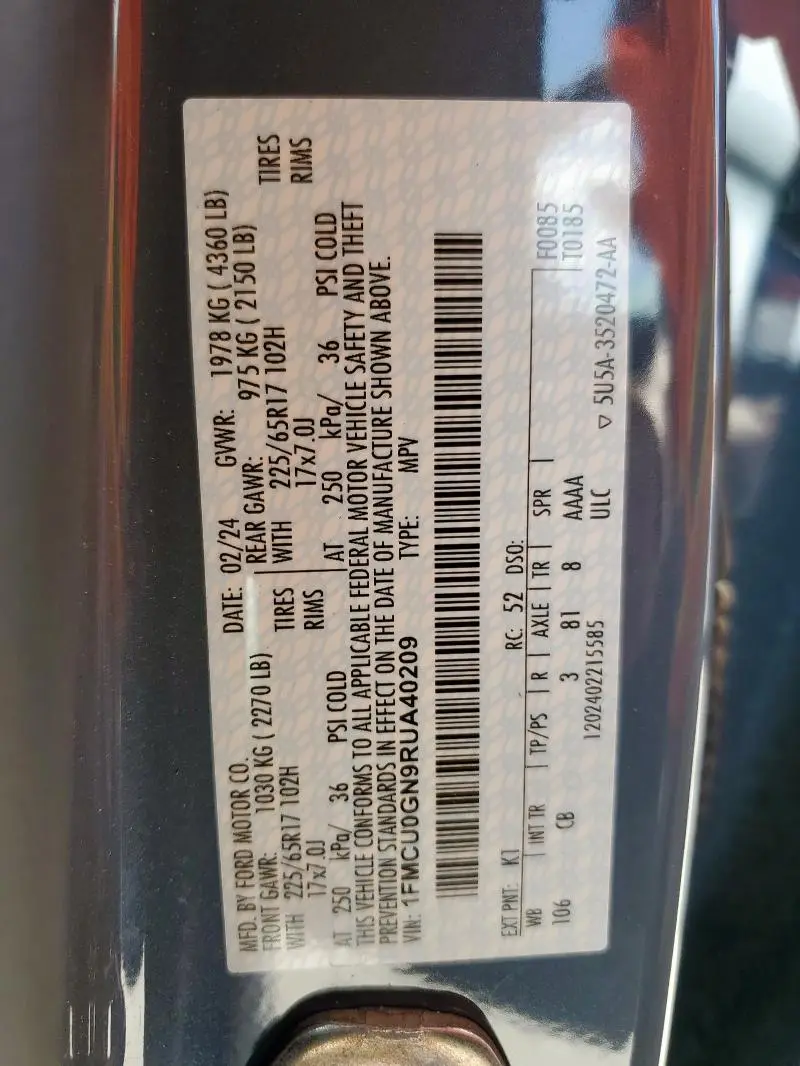 MFD. BY FORD MOTOR CO.
DATE: 02/24 GVWR: 1978 KG ( 4360 LB)
FRONT GAWR: 1030 KG ( 2270 LB) REAR GAWR: 975 KG ( 2150 LB)
WITH 225/65R17 102H TIRES WITH 225/65R17 102H TIRES
17x7.0J RIMS 17x7.0J RIMS
AT 250 kPa/ 36 PSI COLD AT 250 kPa/ 36 PSI COLD
THIS VEHICLE CONFORMS TO ALL APPLICABLE FEDERAL MOTOR VEHICLE SAFETY AND THEFT
PREVENTION STANDARDS IN EFFECT ON THE DATE OF MANUFACTURE SHOWN ABOVE.
VIN: 1FMCU0GN9RUA40209 TYPE: MPV
EXT PNT: K1 RC: 52 DSO: F0085
WB INT TR TP/PS R AXLE TR SPR T0185
106 CB 3 81 8 AAAA
1202402215585 ULC ▽ 5U5A-3520472-AA